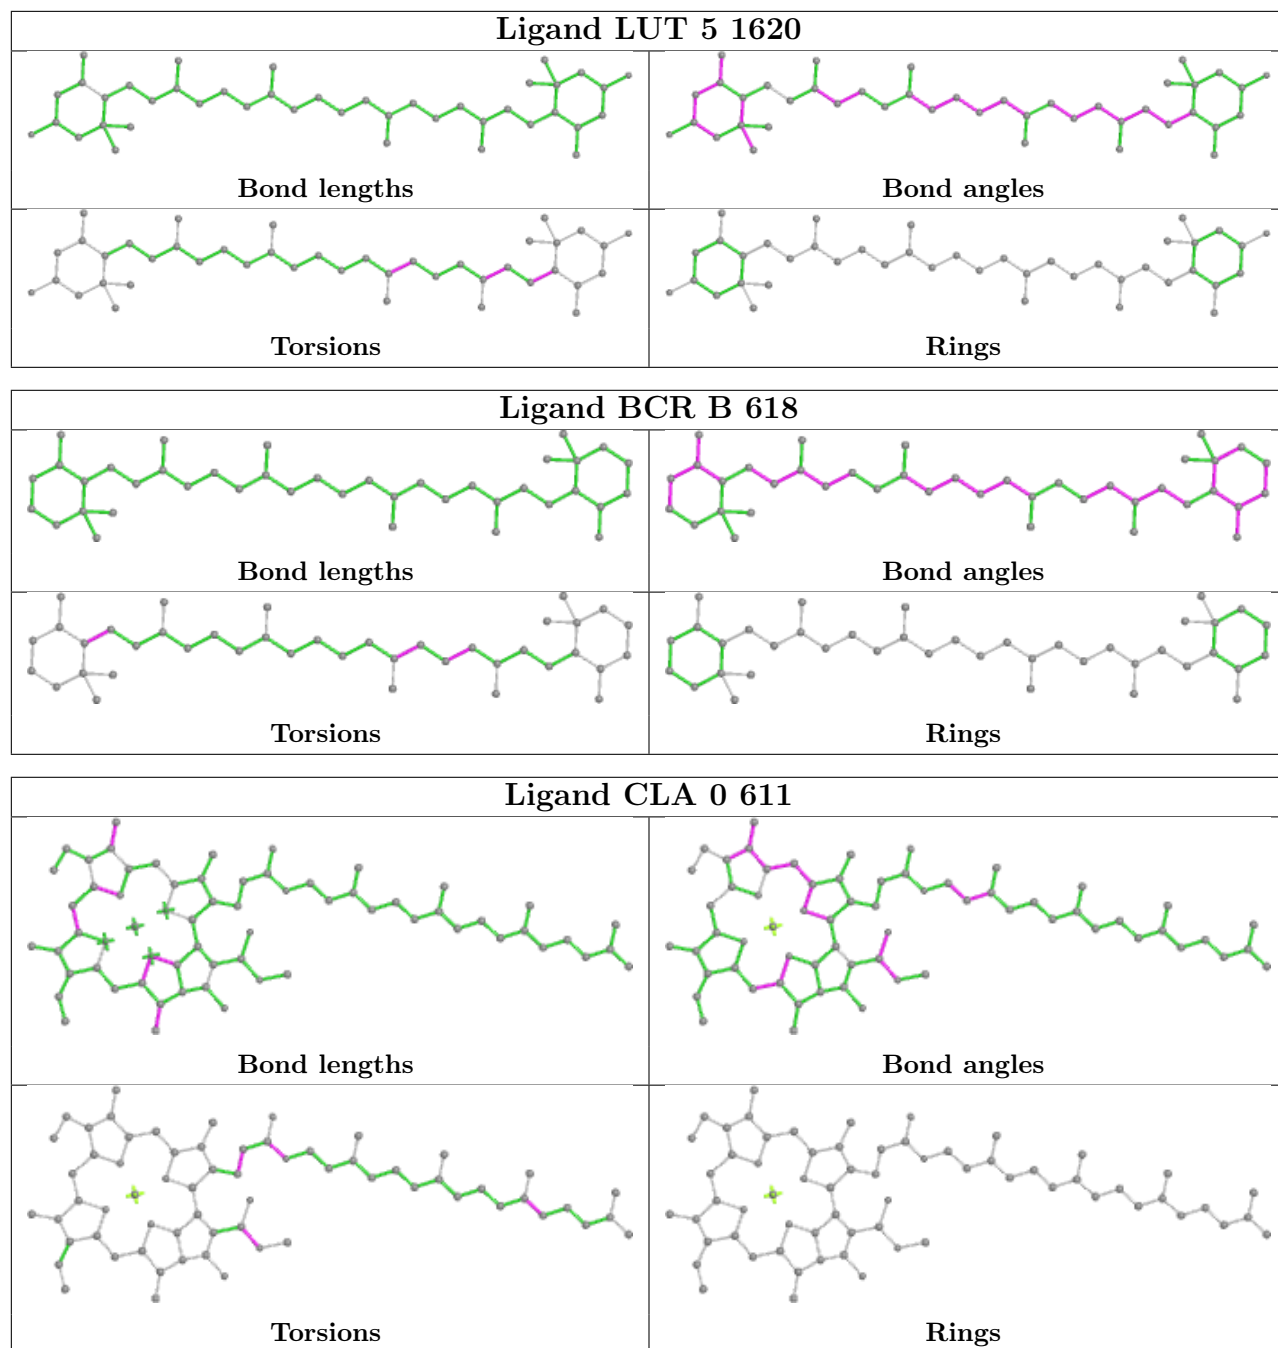 Ligand LUT 5 1620
Bond lengths
Bond angles
Torsions
Rings
Ligand BCR B 618
Bond lengths
Bond angles
Torsions
Rings
Ligand CLA 0 611
Bond lengths
Bond angles
Torsions
Rings